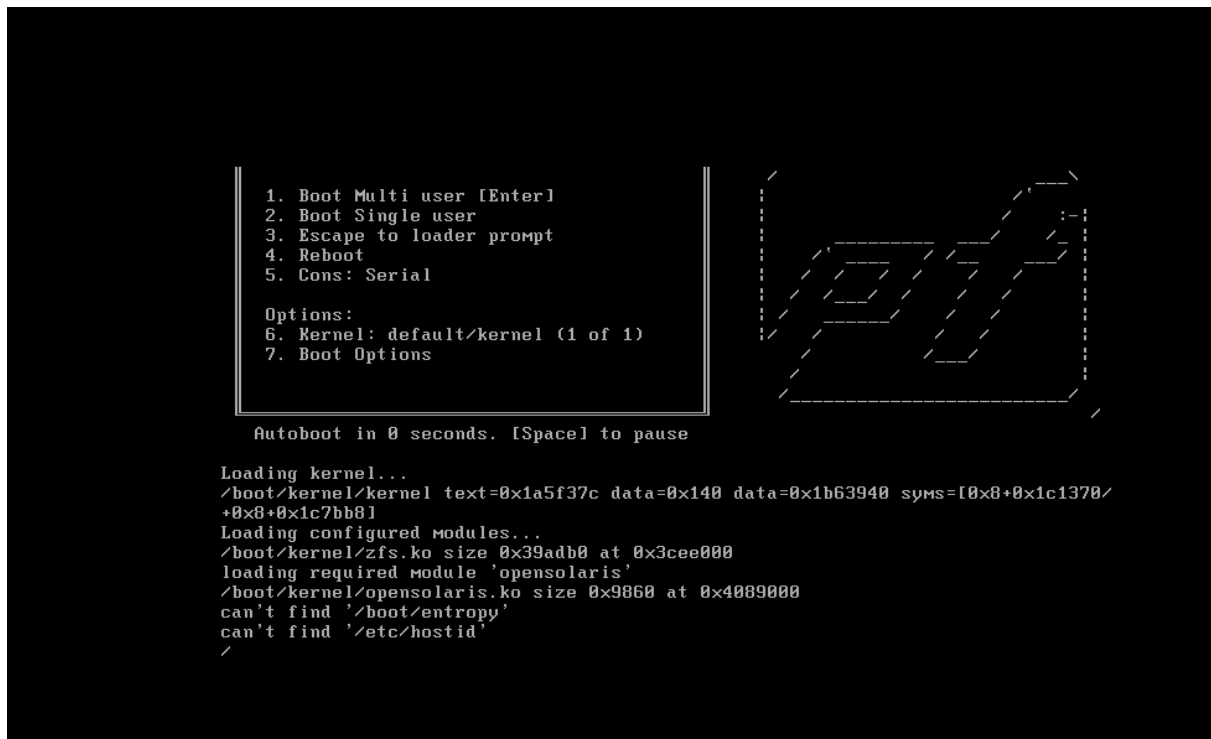 1. Boot Multi user [Enter]
2. Boot Single user
3. Escape to loader prompt
4. Reboot
5. Cons: Serial
Options:
6. Kernel: default/kernel (1 of 1)
7. Boot Options
Autoboot in 0 seconds. [Space] to pause
Loading kernel...
/boot/kernel/kernel text=0x1a5f37c data=0x140 data=0x1b63940 syms=[0x8+0x1c1370/
+0x8+0x1c7bb8]
Loading configured modules...
/boot/kernel/zfs.ko size 0x39adb0 at 0x3cee000
loading required module 'opensolaris'
/boot/kernel/opensolaris.ko size 0x9860 at 0x4089000
can't find '/boot/entropy'
can't find '/etc/hostid'
/